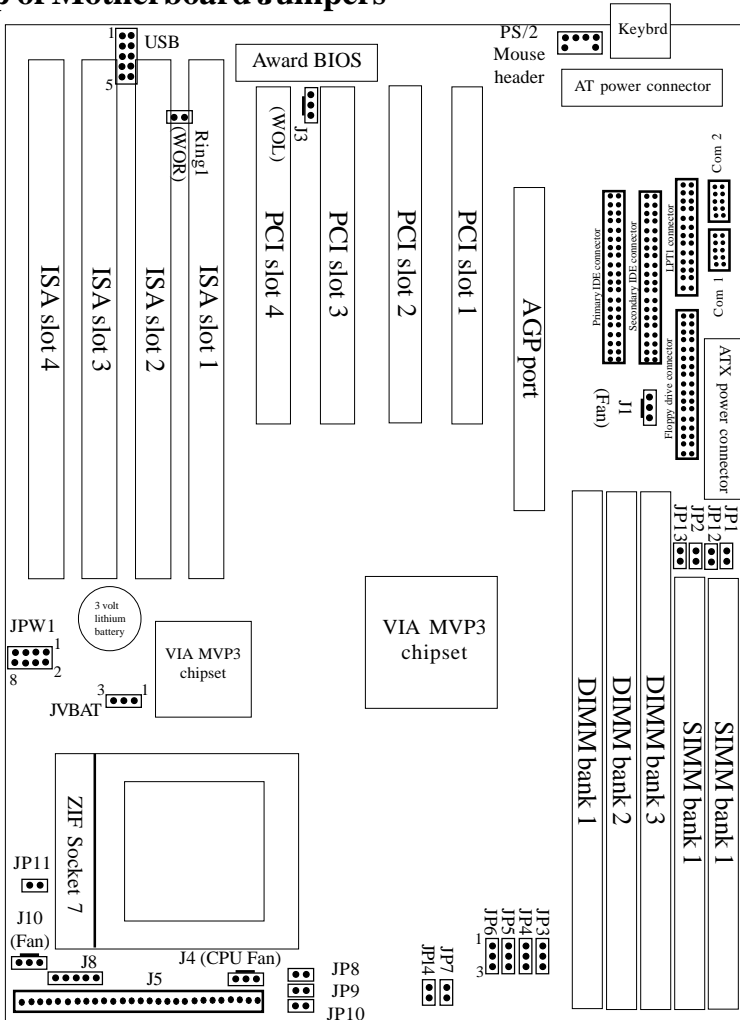 p of Motherboard Jumpers
1
USB
5
Award BIOS
PS/2
Mouse
header
Keybrd
AT power connector
Ring1
(WOR)
J3
(WOL)
Com 2
Com 1
LPT1 connector
Primary IDE connector
Secondary IDE connector
Floppy drive connector
ISA slot 4
ISA slot 3
ISA slot 2
ISA slot 1
PCI slot 4
PCI slot 3
PCI slot 2
PCI slot 1
AGP port
J1
(Fan)
ATX power connector
JP13
JP2
JP12
JP1
3 volt
lithium
battery
JPW1
1
2
8
VIA MVP3
chipset
VIA MVP3
chipset
3
1
JVBAT
DIMM bank 1
DIMM bank 2
DIMM bank 3
SIMM bank 1
SIMM bank 1
ZIF Socket 7
JP11
J10
(Fan)
J8
J4 (CPU Fan)
J5
JP8
JP9
JP10
JP14
JP7
JP6
JP5
JP4
JP3
1
3